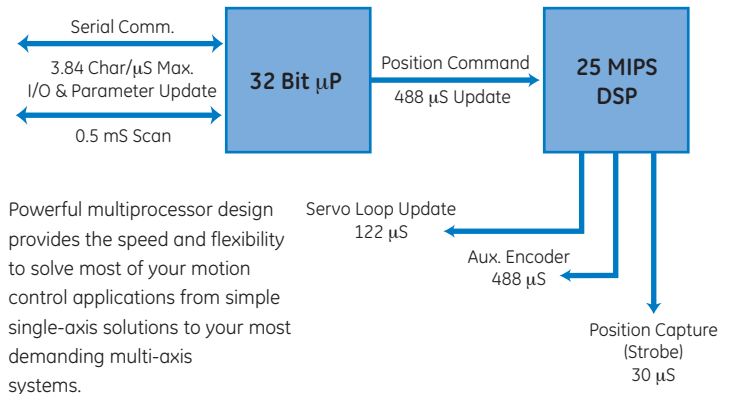 Serial Comm.
3.84 Char/µS Max.
I/O & Parameter Update
0.5 mS Scan
32 Bit µP
Position Command
488 µS Update
25 MIPS
DSP
Servo Loop Update
122 µS
Aux. Encoder
488 µS
Position Capture
(Strobe)
30 µS
Powerful multiprocessor design
provides the speed and flexibility
to solve most of your motion
control applications from simple
single-axis solutions to your most
demanding multi-axis
systems.